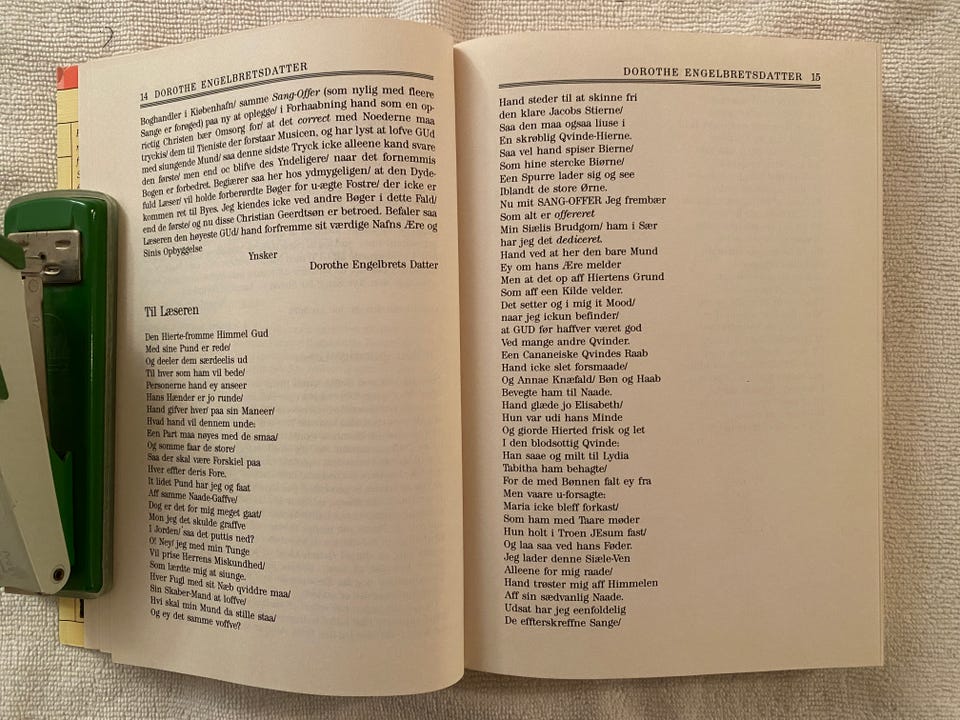 14 DOROTHE ENGELBRETSDATTER
Boghandler i Kiøbenhafn/ samme Sang-Offer (som nylig med fleere
Sange er forøged) paa ny at oplegge/ i Forhaabning hand som en op-
rictig Christen bær Omsorg for/ at det correct med Noederne maa
tryckis/ dem til Tieniste der forstaar Musicen, og har lyst at lofve GUd
med siungende Mund/ saa denne sidste Tryck icke alleene kand svare
den første/ men end oc blifve des Yndeligere/ naar det fornemmis
Bogen er forbedret. Begiærer saa her hos ydmygeligen/ at den Dyde-
fuld Læser/ vil holde forberørdte Bøger for u-ægte Fostre/ der icke er
kommen ret til Byes. Jeg kiendes icke ved andre Bøger i dette Fald/
end de første/ og nu disse Christian Geerdtsøn er betroed. Befaler saa
Læseren den høyeste GUd/ hand forfremme sit værdige Nafns Ære og
Sinis Opbyggelse
Ynsker
Dorothe Engelbrets Datter
Til Læseren
Den Hierte-fromme Himmel Gud
Med sine Pund er rede/
Og deeler dem særdeelis ud
Til hver som ham vil bede/
Personerne hand ey anseer
Hans Hænder er jo runde/
Hand gifver hver/ paa sin Maneer/
Hvad hand vil dennem unde:
Een Part maa nøyes med de smaa/
Og somme faar de store/
Saa der skal være Forskiel paa
Hver effter deris Fore.
It lidet Pund har jeg og faat
Aff samme Naade-Gaffve/
Dog er det for mig meget gaat/
Mon jeg det skulde graffve
I Jorden/ saa det puttis ned?
O! Ney/ jeg med min Tunge
Vil prise Herrens Miskundhed/
Som lærdte mig at siunge.
Hver Fugl med sit Næb qviddre maa/
Sin Skaber-Mand at loffve/
Hvi skal min Mund da stille staa/
Og ey det samme voffve?
DOROTHE ENGELBRETSDATTER 15
Hand steder til at skinne fri
den klare Jacobs Stierne/
Saa den maa ogsaa liuse i
En skrøblig Qvinde-Hierne.
Saa vel hand spiser Bierne/
Som hine stercke Biørne/
Een Spurre lader sig og see
Iblandt de store Ørne.
Nu mit SANG-OFFER Jeg frembær
Som alt er offereret
Min Siælis Brudgom/ ham i Sær
har jeg det dediceret.
Hand ved at her den bare Mund
Ey om hans Ære melder
Men at det op aff Hiertens Grund
Som aff een Kilde velder.
Det setter og i mig it Mood/
naar jeg ickun befinder/
at GUD før haffver været god
Ved mange andre Qvinder.
Een Cananeiske Qvindes Raab
Hand icke slet forsmaade/
Og Annae Knæfald/ Bøn og Haab
Bevegte ham til Naade.
Hand glæde jo Elisabeth/
Hun var udi hans Minde
Og giorde Hierted frisk og let
I den blodsottig Qvinde:
Han saae og milt til Lydia
Tabitha ham behagte/
For de med Bønnen falt ey fra
Men vaare u-forsagte:
Maria icke bleff forkast/
Som ham med Taare møder
Hun holt i Troen JEsum fast/
Og laa saa ved hans Føder.
Jeg lader denne Siæle-Ven
Alleene for mig raade/
Hand trøster mig aff Himmelen
Aff sin sædvanlig Naade.
Udsat har jeg eenfoldelig
De effterskreffne Sange/